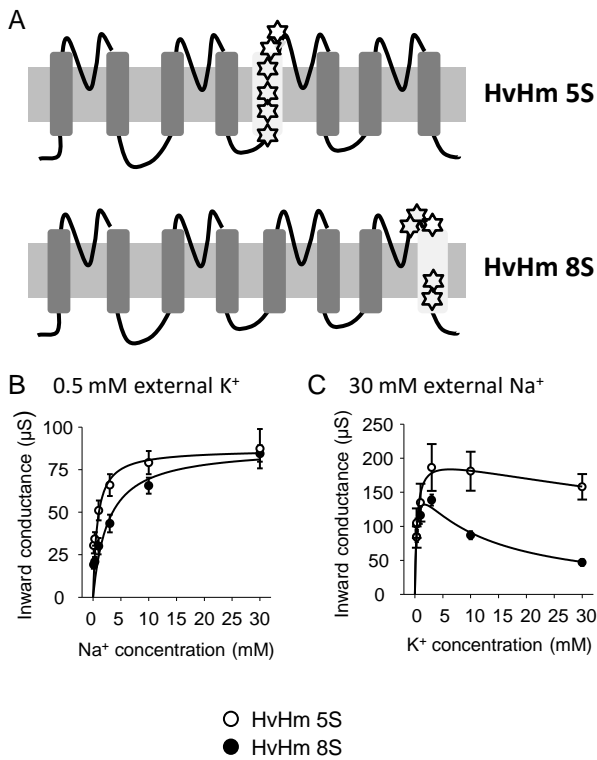 A
HvHm 5S
HvHm 8S
B 0.5 mM external K⁺
C 30 mM external Na⁺
Inward conductance (µS)
100
75
50
25
0
0 5 10 15 20 25 30
Na⁺ concentration (mM)
Inward conductance (µS)
250
200
150
100
50
0
0 5 10 15 20 25 30
K⁺ concentration (mM)
HvHm 5S
HvHm 8S